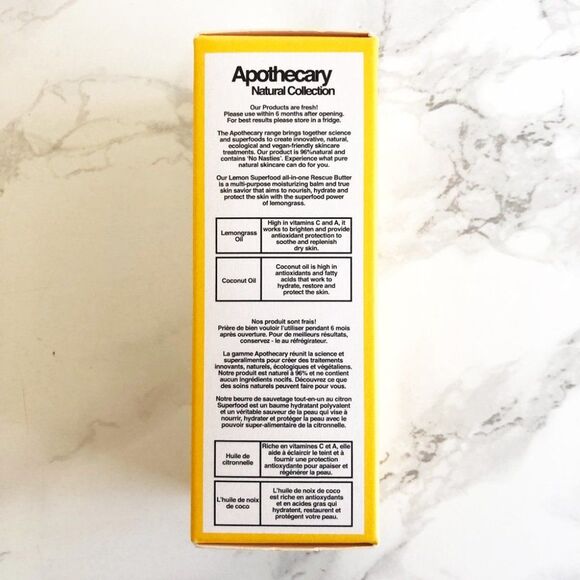 Apothecary
Natural Collection
Our Products are fresh!
Please use within 6 months after opening.
For best results please store in a fridge.
The Apothecary range brings together science
and superfoods to create innovative, natural,
ecological and vegan-friendly skincare
treatments. Our product is 96%natural and
contains 'No Nasties'. Experience what pure
natural skincare can do for you.
Our Lemon Superfood all-in-one Rescue Butter
is a multi-purpose moisturizing balm and true
skin savior that aims to nourish, hydrate and
protect the skin with the superfood power
of lemongrass.
Lemongrass
Oil
High in vitamins C and A, it
works to brighten and provide
antioxidant protection to
soothe and replenish
dry skin.
Coconut Oil
Coconut oil is high in
antioxidants and fatty
acids that work to
hydrate, restore and
protect the skin.
Nos produit sont frais!
Prière de bien vouloir l'utiliser pendant 6 mois
après ouverture. Pour de meilleurs résultats,
conservez - le au réfrégirateur.
La gamme Apothecary réunit la science et
superaliments pour créer des traitements
innovants, naturels, écologiques et végétaliens.
Notre produit est naturel à 96% et ne contient
aucun ingrédients nocifs. Découvrez ce que
des soins naturels peuvent faire pour vous.
Notre beurre de sauvetage tout-en-un au citron
Superfood est un baume hydratant polyvalent
et un véritable sauveur de la peau qui vise à
nourrir, hydrater et protéger la peau avec le
pouvoir super-alimentaire de la citronnelle.
Huile de
citronnelle
Riche en vitamines C et A, elle
aide à éclaircir le teint et à
fournir une protection
antioxydante pour apaiser et
régénérer la peau.
L'huile de noix
de coco
L'huile de noix de coco
est riche en antioxydants
et en acides gras qui
hydratent, restaurent et
protégent votre peau.